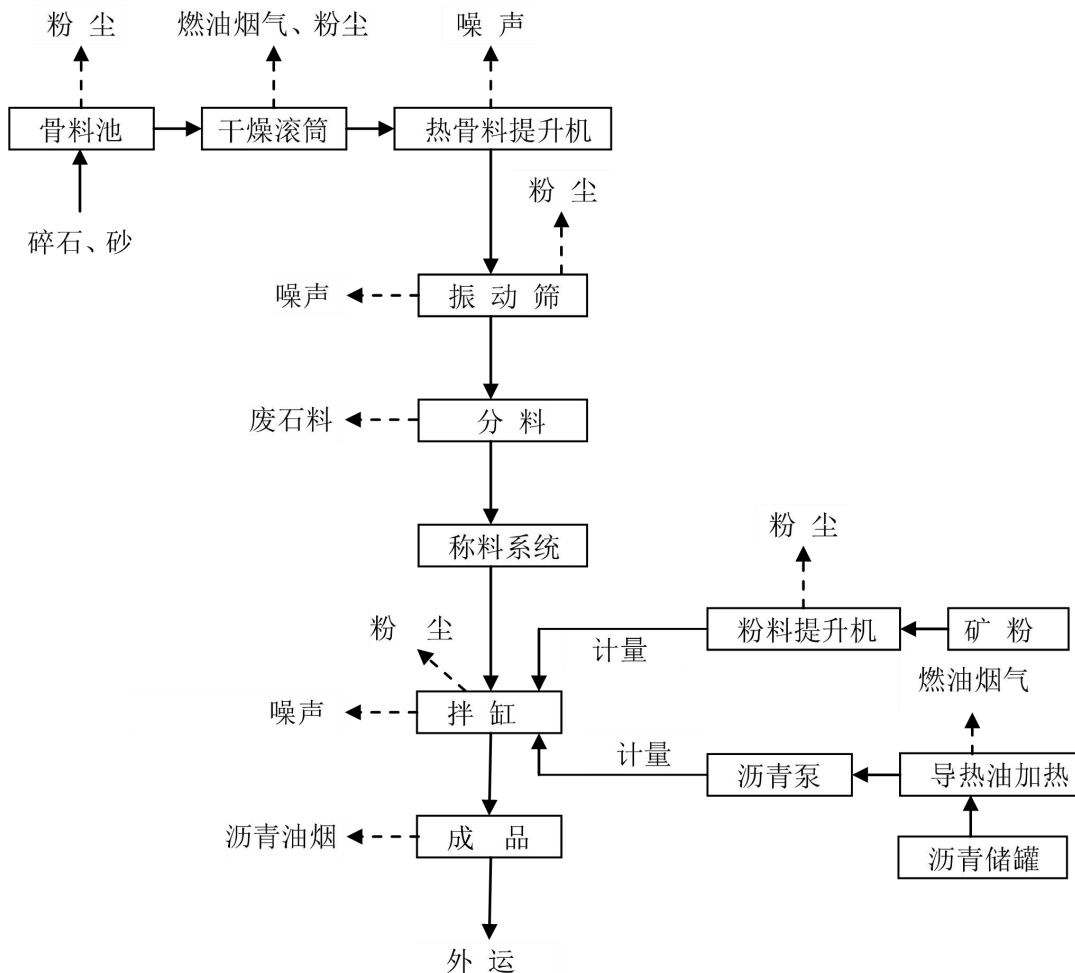 粉 尘
燃油烟气、粉尘
噪 声
骨料池
干燥滚筒
热骨料提升机
碎石、砂
粉 尘
噪声
振 动 筛
废石料
分 料
称料系统
粉 尘
粉 尘
粉料提升机
矿 粉
计量
燃油烟气
噪声
拌 缸
计量
沥青泵
导热油加热
沥青油烟
成 品
沥青储罐
外 运